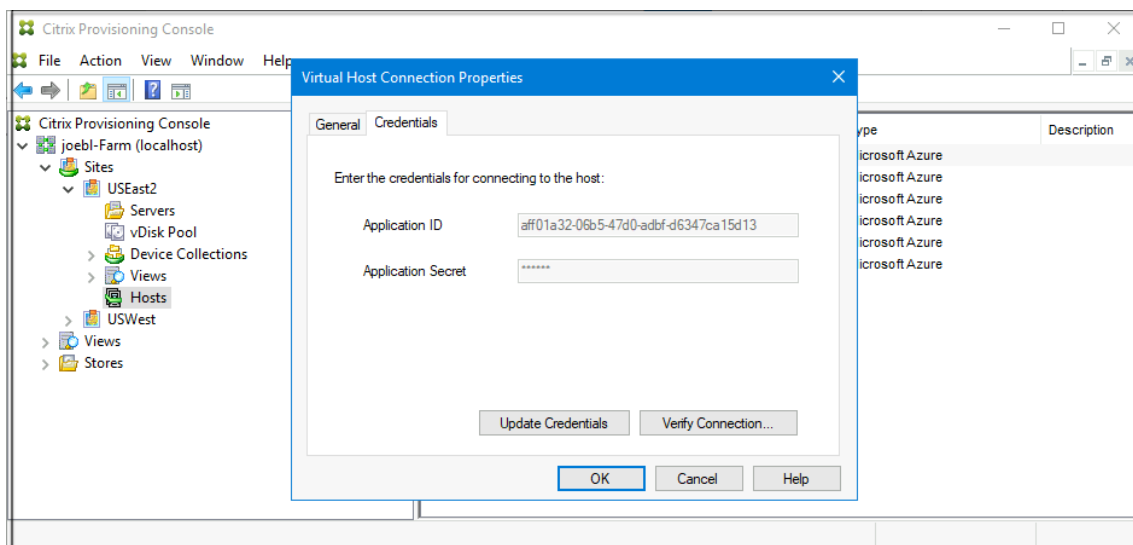 Citrix Provisioning Console
File Action View Window Help
Virtual Host Connection Properties
Citrix Provisioning Console
joebl-Farm (localhost)
Sites
USEast2
Servers
vDisk Pool
Device Collections
Views
Hosts
USWest
Views
Stores
General Credentials
Enter the credentials for connecting to the host:
Application ID aff01a32-06b5-47d0-adbf-d6347ca15d13
Application Secret ******
Update Credentials Verify Connection...
OK Cancel Help
ype Description
icrosoft Azure
icrosoft Azure
icrosoft Azure
icrosoft Azure
icrosoft Azure
icrosoft Azure